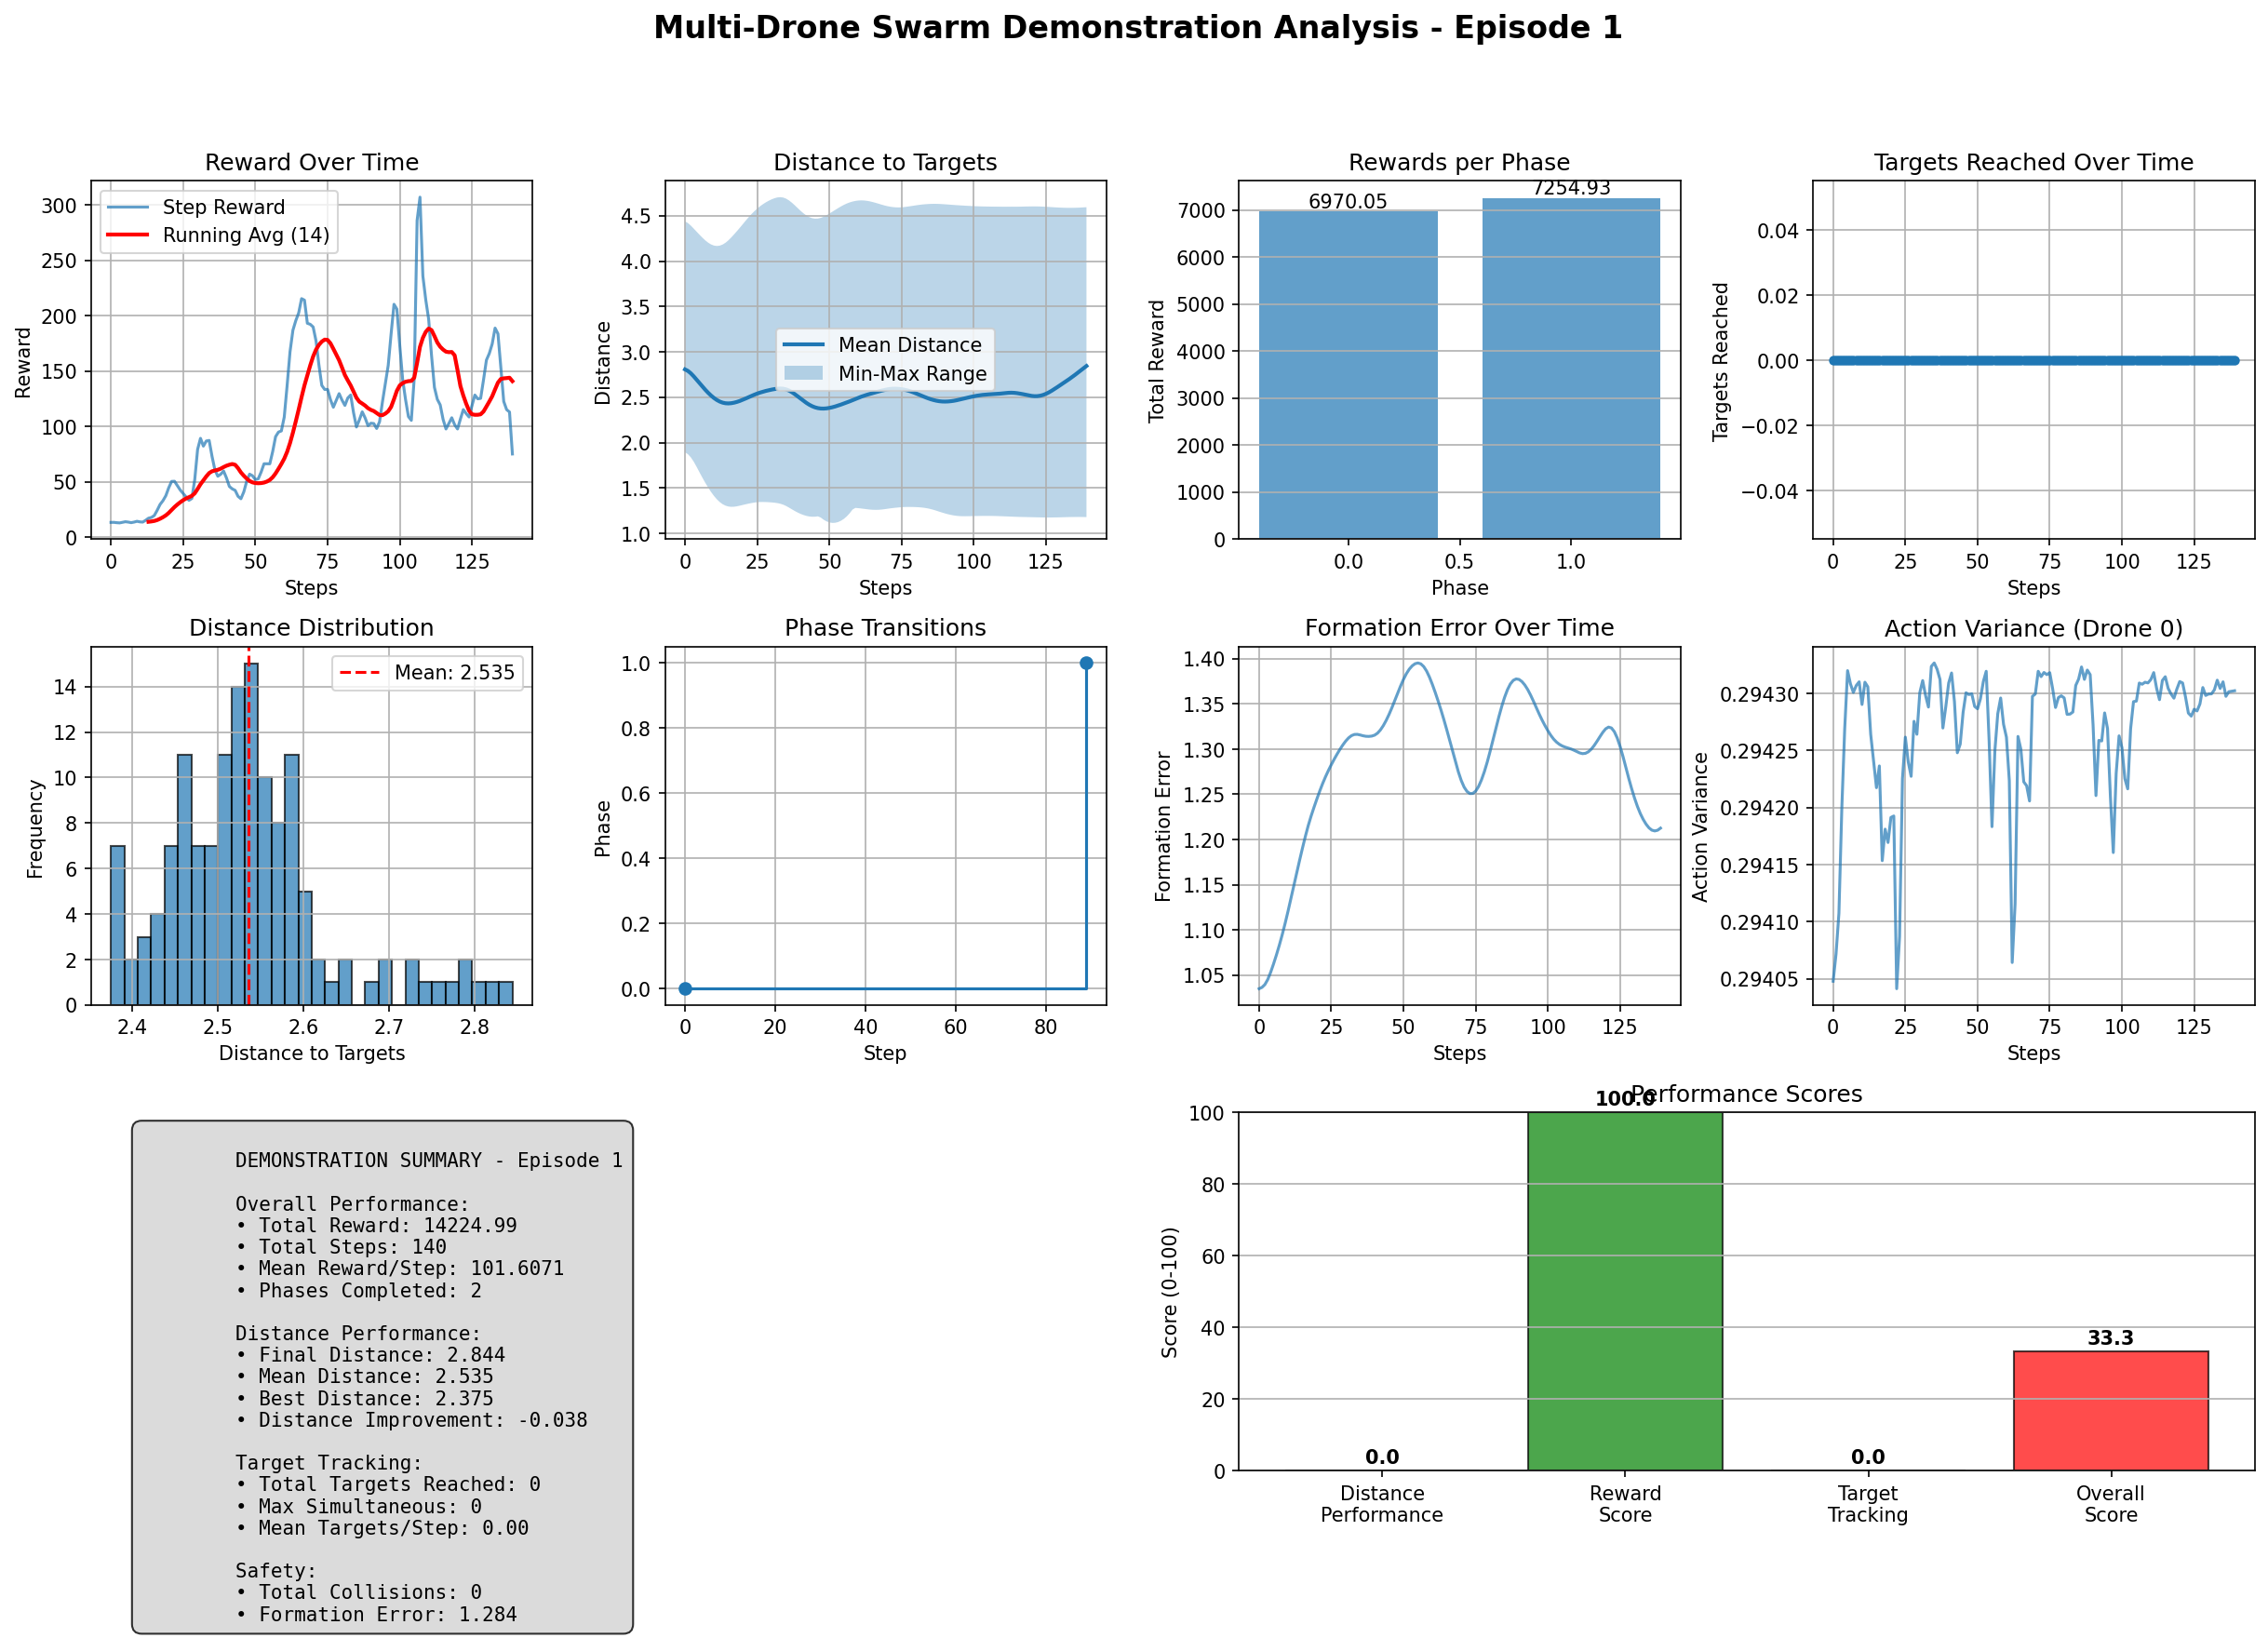 Multi-Drone Swarm Demonstration Analysis - Episode 1
Reward Over Time
Reward
300
250
200
150
100
50
0
Step Reward
Running Avg (14)
0 25 50 75 100 125
Steps
Distance to Targets
Distance
4.5
4.0
3.5
3.0
2.5
2.0
1.5
1.0
Mean Distance
Min-Max Range
0 25 50 75 100 125
Steps
Rewards per Phase
Total Reward
7000
6000
5000
4000
3000
2000
1000
0
6970.05
7254.93
0.0 0.5 1.0
Phase
Targets Reached Over Time
Targets Reached
0.04
0.02
0.00
−0.02
−0.04
0 25 50 75 100 125
Steps
Distance Distribution
Frequency
14
12
10
8
6
4
2
0
Mean: 2.535
2.4 2.5 2.6 2.7 2.8
Distance to Targets
Phase Transitions
Phase
1.0
0.8
0.6
0.4
0.2
0.0
0 20 40 60 80
Step
Formation Error Over Time
Formation Error
1.40
1.35
1.30
1.25
1.20
1.15
1.10
1.05
0 25 50 75 100 125
Steps
Action Variance (Drone 0)
Action Variance
0.29430
0.29425
0.29420
0.29415
0.29410
0.29405
0 25 50 75 100 125
Steps
DEMONSTRATION SUMMARY - Episode 1
Overall Performance:
• Total Reward: 14224.99
• Total Steps: 140
• Mean Reward/Step: 101.6071
• Phases Completed: 2
Distance Performance:
• Final Distance: 2.844
• Mean Distance: 2.535
• Best Distance: 2.375
• Distance Improvement: -0.038
Target Tracking:
• Total Targets Reached: 0
• Max Simultaneous: 0
• Mean Targets/Step: 0.00
Safety:
• Total Collisions: 0
• Formation Error: 1.284
Performance Scores
Score (0-100)
100
80
60
40
20
0
0.0
100.0
0.0
33.3
Distance
Performance
Reward
Score
Target
Tracking
Overall
Score